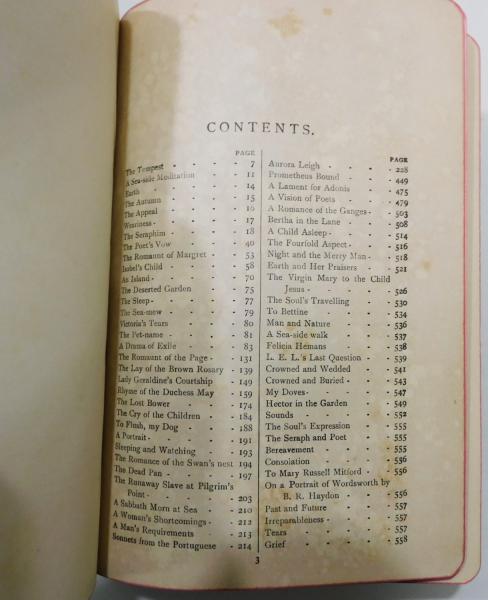 CONTENTS.
PAGE
The Tempest - - - - 7
A Sea-side Meditation - - 11
Earth - - - - - 14
The Autumn - - - - 15
The Appeal - - - - 16
Weariness - - - - 17
The Seraphim - - - - 18
The Poet's Vow - - - 40
The Romaunt of Margret - - 53
Isobel's Child - - - - 58
An Island - - - - 70
The Deserted Garden - - 75
The Sleep - - - - 77
The Sea-mew - - - - 79
Victoria's Tears - - - 80
The Pet-name - - - - 81
A Drama of Exile - - - 83
The Romaunt of the Page - - 131
The Lay of the Brown Rosary - 139
Lady Geraldine's Courtship - 149
Rhyme of the Duchess May - 159
The Lost Bower - - - 174
The Cry of the Children - - 184
To Flush, my Dog - - - 188
A Portrait - - - - 191
Sleeping and Watching - - 193
The Romance of the Swan's nest 194
The Dead Pan - - - - 197
The Runaway Slave at Pilgrim's
Point - - - - 203
A Sabbath Morn at Sea - - 210
A Woman's Shortcomings - - 212
A Man's Requirements - - 213
Sonnets from the Portuguese - 214
PAGE
Aurora Leigh - - - - 228
Prometheus Bound - - - 449
A Lament for Adonis - - 475
A Vision of Poets - - - 479
A Romance of the Ganges - - 503
Bertha in the Lane - - - 508
A Child Asleep - - - - 514
The Fourfold Aspect - - - 516
Night and the Merry Man - - 518
Earth and Her Praisers - - 521
The Virgin Mary to the Child
Jesus - - - - - 526
The Soul's Travelling - - 530
To Bettine - - - - 534
Man and Nature - - - 536
A Sea-side walk - - - 537
Felicia Hemans - - - 538
L. E. L.'s Last Question - - 539
Crowned and Wedded - - 541
Crowned and Buried - - - 543
My Doves - - - - 547
Hector in the Garden - - 549
Sounds - - - - - 552
The Soul's Expression - - 555
The Seraph and Poet - - 555
Bereavement - - - - 555
Consolation - - - - 556
To Mary Russell Mitford - - 556
On a Portrait of Wordsworth by
B. R. Haydon - - - 556
Past and Future - - - 557
Irreparableness - - - - 557
Tears - - - - - 557
Grief - - - - - 558
3